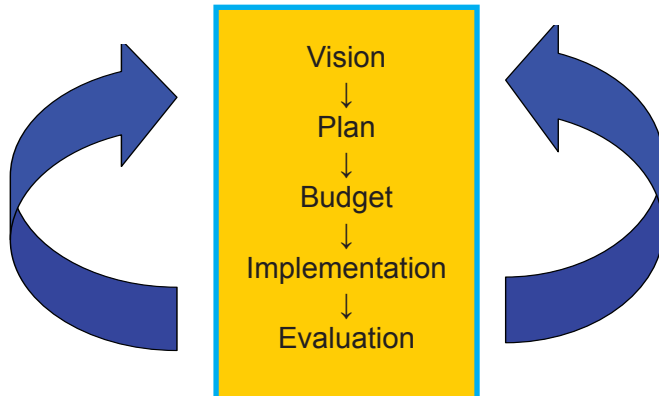 Vision
↓
Plan
↓
Budget
↓
Implementation
↓
Evaluation